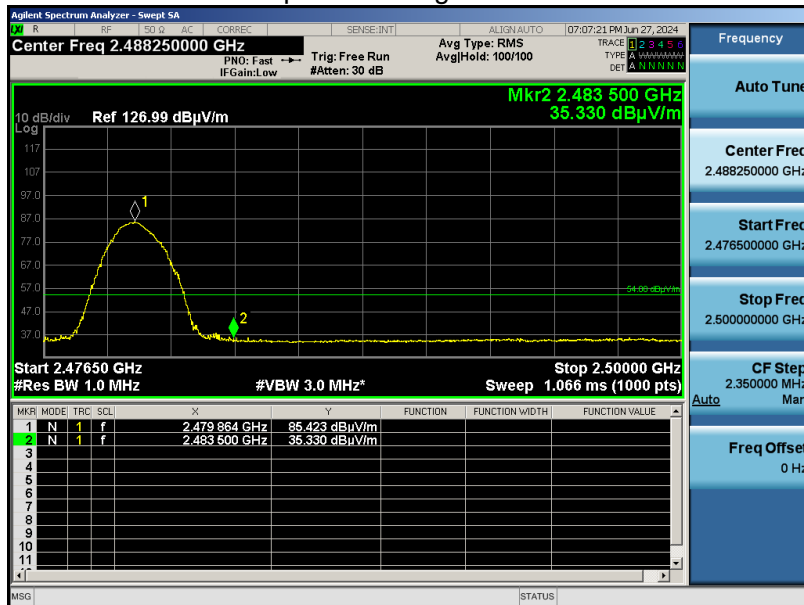 Agilent Spectrum Analyzer - Swept SA
LXI R RF 50 Ω AC CORREC SENSE:INT ALIGN AUTO 07:07:21 PM Jun 27, 2024
Center Freq 2.488250000 GHz
PNO: Fast
IFGain:Low
Trig: Free Run
#Atten: 30 dB
Avg Type: RMS
Avg|Hold: 100/100
TRACE 1 2 3 4 5 6
TYPE A WWWWW
DET A N N N N N
Mkr2 2.483 500 GHz
35.330 dBµV/m
10 dB/div Ref 126.99 dBµV/m
Log
117
107
97.0
87.0
77.0
67.0
57.0
47.0
37.0
1
2
54.00 dBµV/m
Start 2.47650 GHz Stop 2.50000 GHz
#Res BW 1.0 MHz #VBW 3.0 MHz* Sweep 1.066 ms (1000 pts)
MKR MODE TRC SCL X Y FUNCTION FUNCTION WIDTH FUNCTION VALUE
1 N 1 f 2.479 864 GHz 85.423 dBµV/m
2 N 1 f 2.483 500 GHz 35.330 dBµV/m
3
4
5
6
7
8
9
10
11
MSG STATUS
Frequency
Auto Tune
Center Freq
2.488250000 GHz
Start Freq
2.476500000 GHz
Stop Freq
2.500000000 GHz
CF Step
2.350000 MHz
Auto Man
Freq Offset
0 Hz